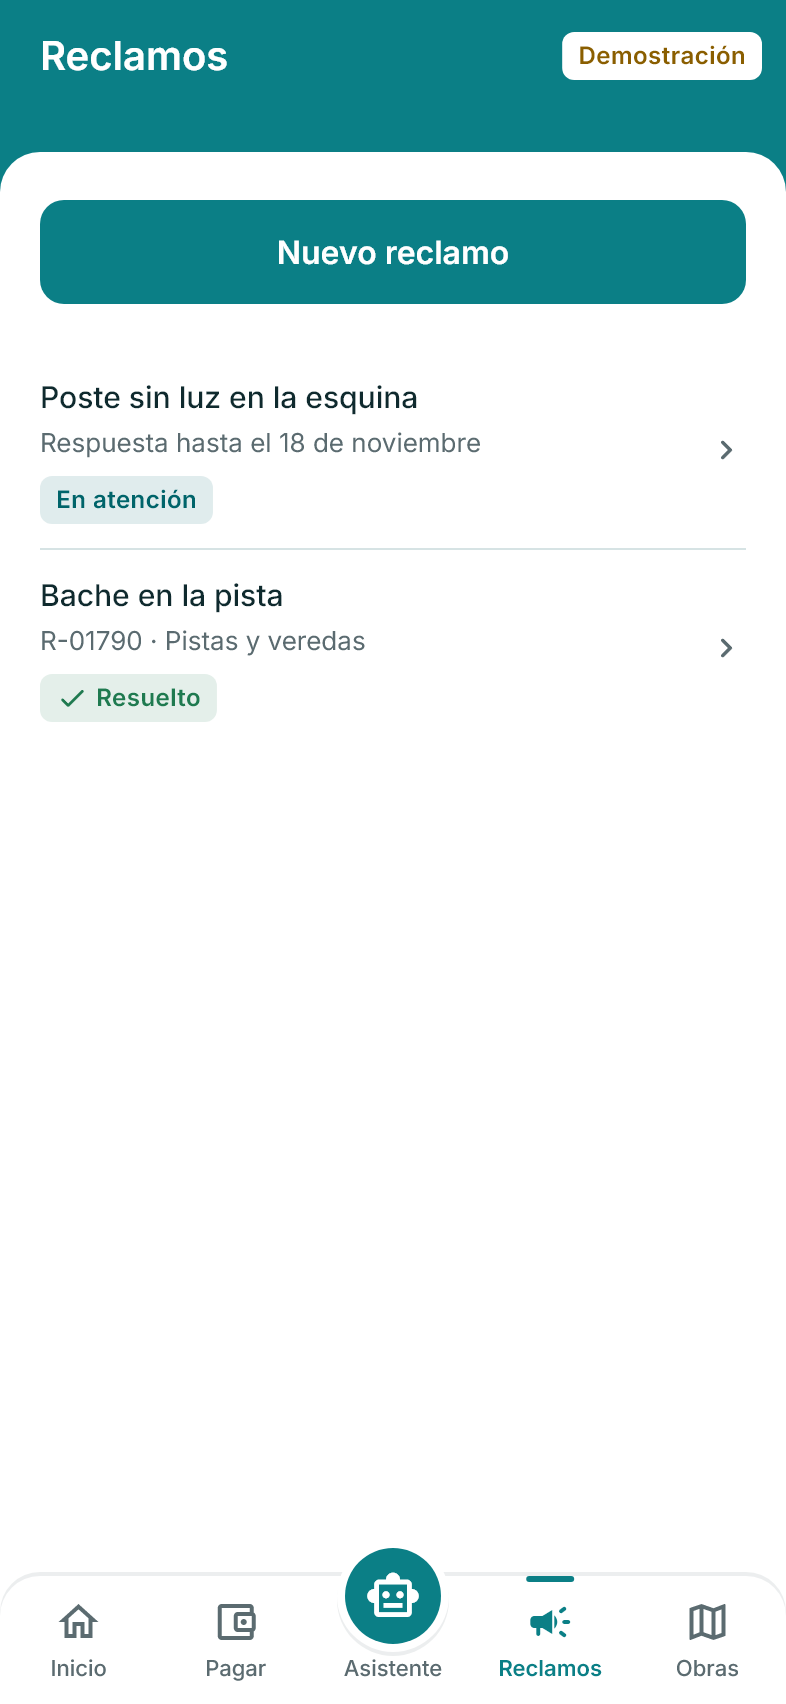 Reclamos
Demostración
Nuevo reclamo
Poste sin luz en la esquina
Respuesta hasta el 18 de noviembre
En atención
Bache en la pista
R-01790 · Pistas y veredas
Resuelto
Inicio
Pagar
Asistente
Reclamos
Obras